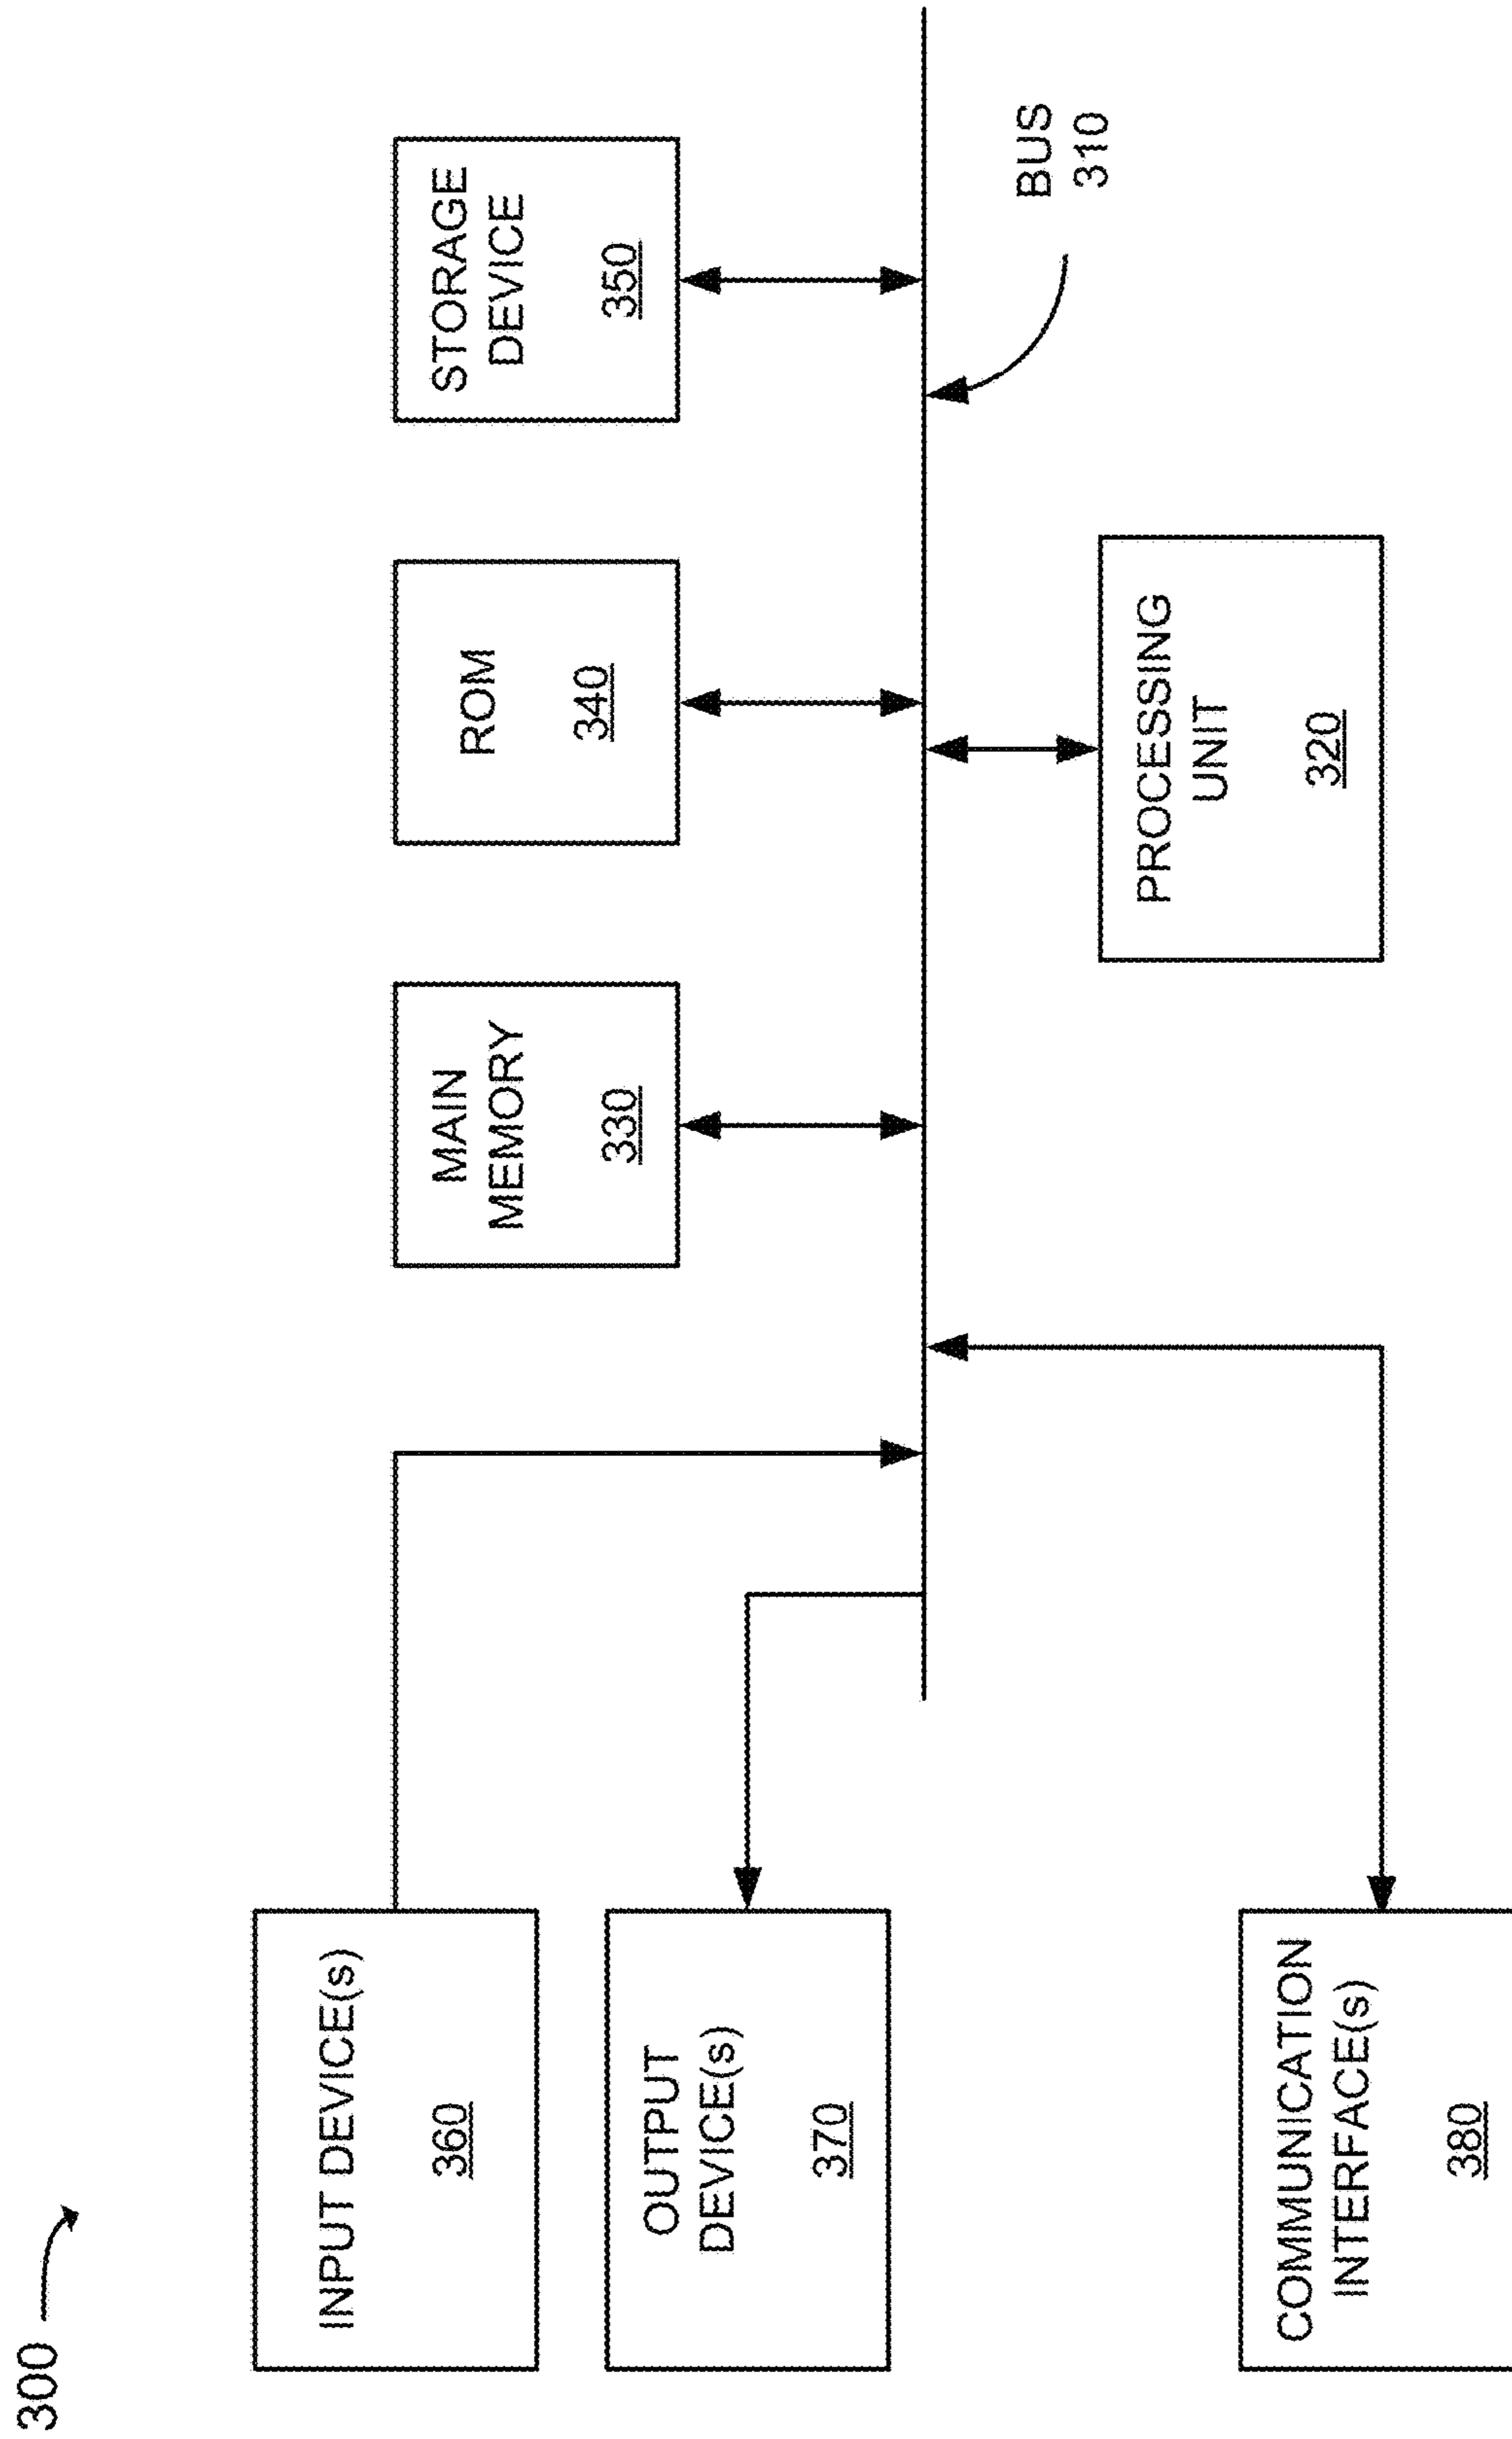 300
INPUT DEVICE(s)
360
OUTPUT
DEVICE(s)
370
COMMUNICATION
INTERFACE(s)
380
MAIN
MEMORY
330
ROM
340
STORAGE
DEVICE
350
PROCESSING
UNIT
320
BUS
310